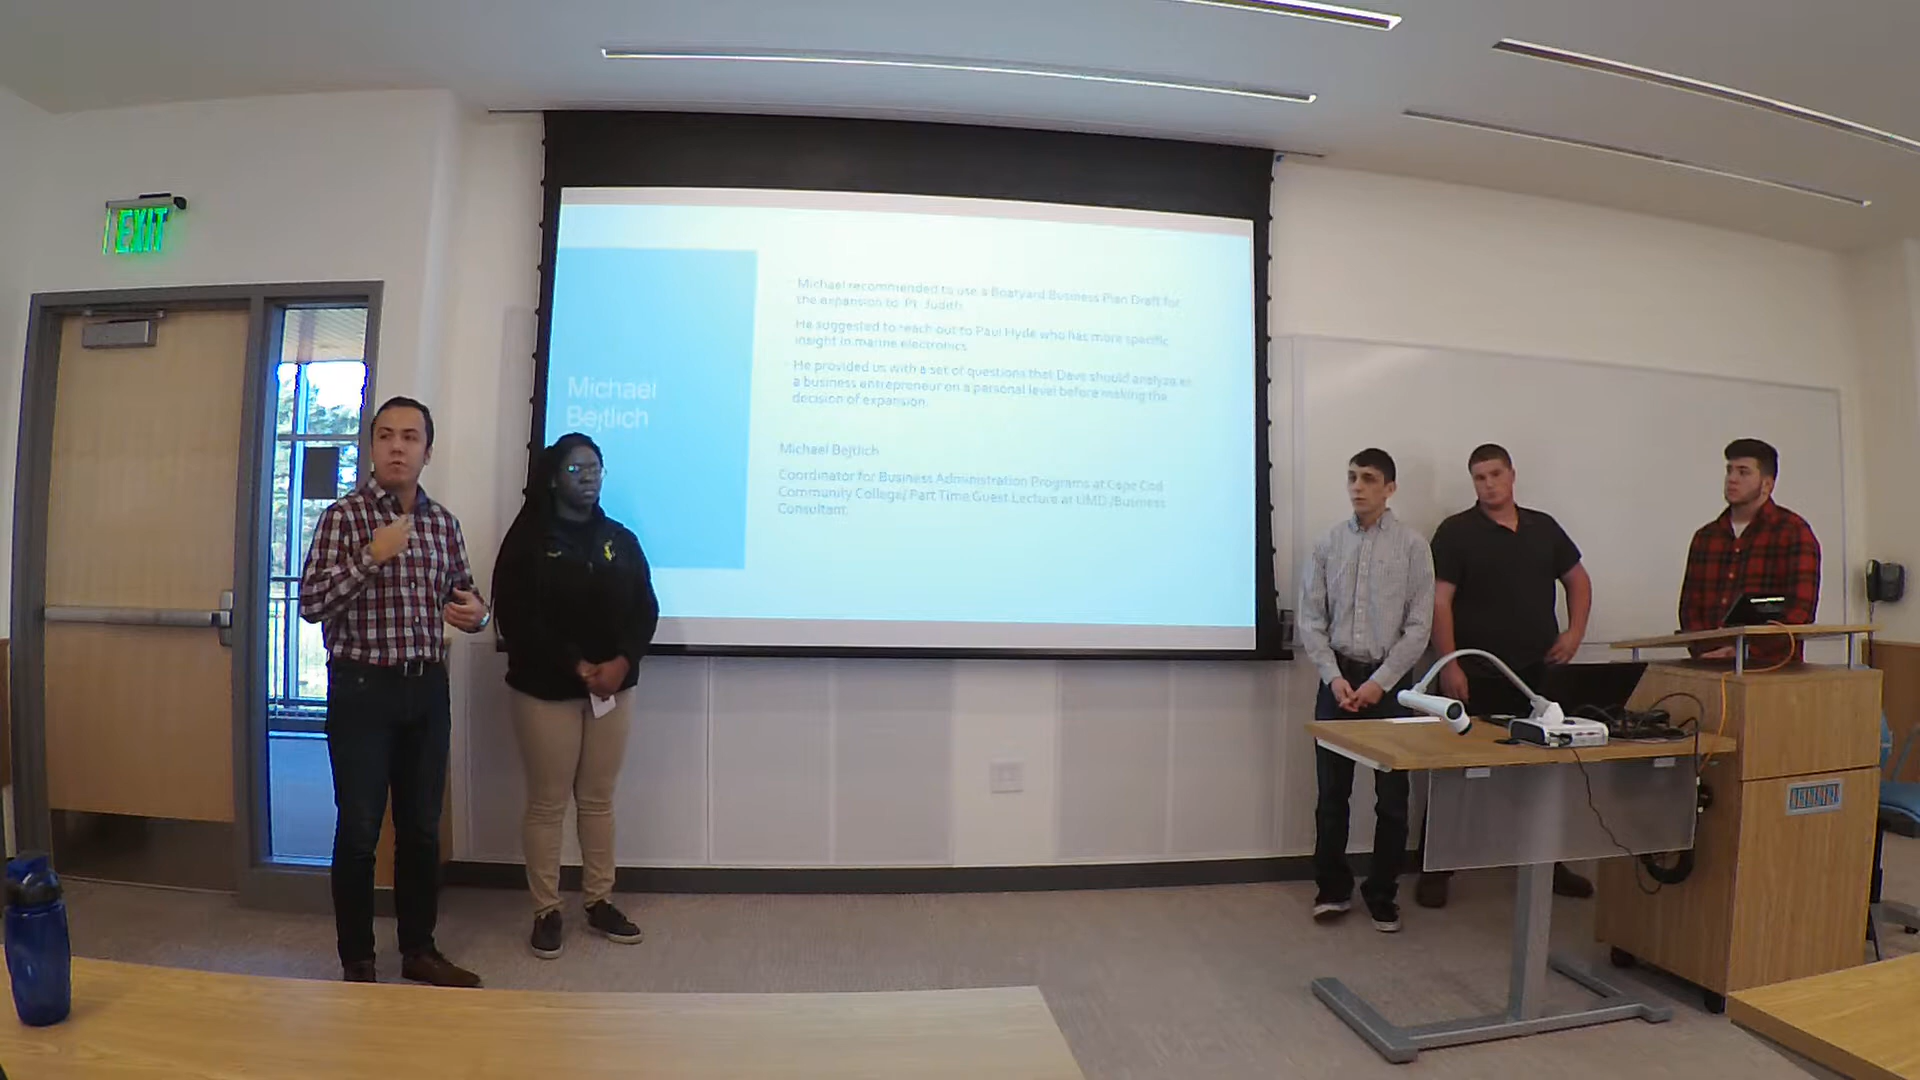 EXIT
Michael
Bejtlich
Michael recommended to use a Boatyard Business Plan Draft for
the expansion to Pt. Judith
He suggested to reach out to Paul Hyde who has more specific
insight in marine electronics
He provided us with a set of questions that Dave should analyze as
a business entrepreneur on a personal level before making the
decision of expansion.
Michael Bejtlich
Coordinator for Business Administration Programs at Cape Cod
Community College/ Part Time Guest Lecture at UMD /Business
Consultant.